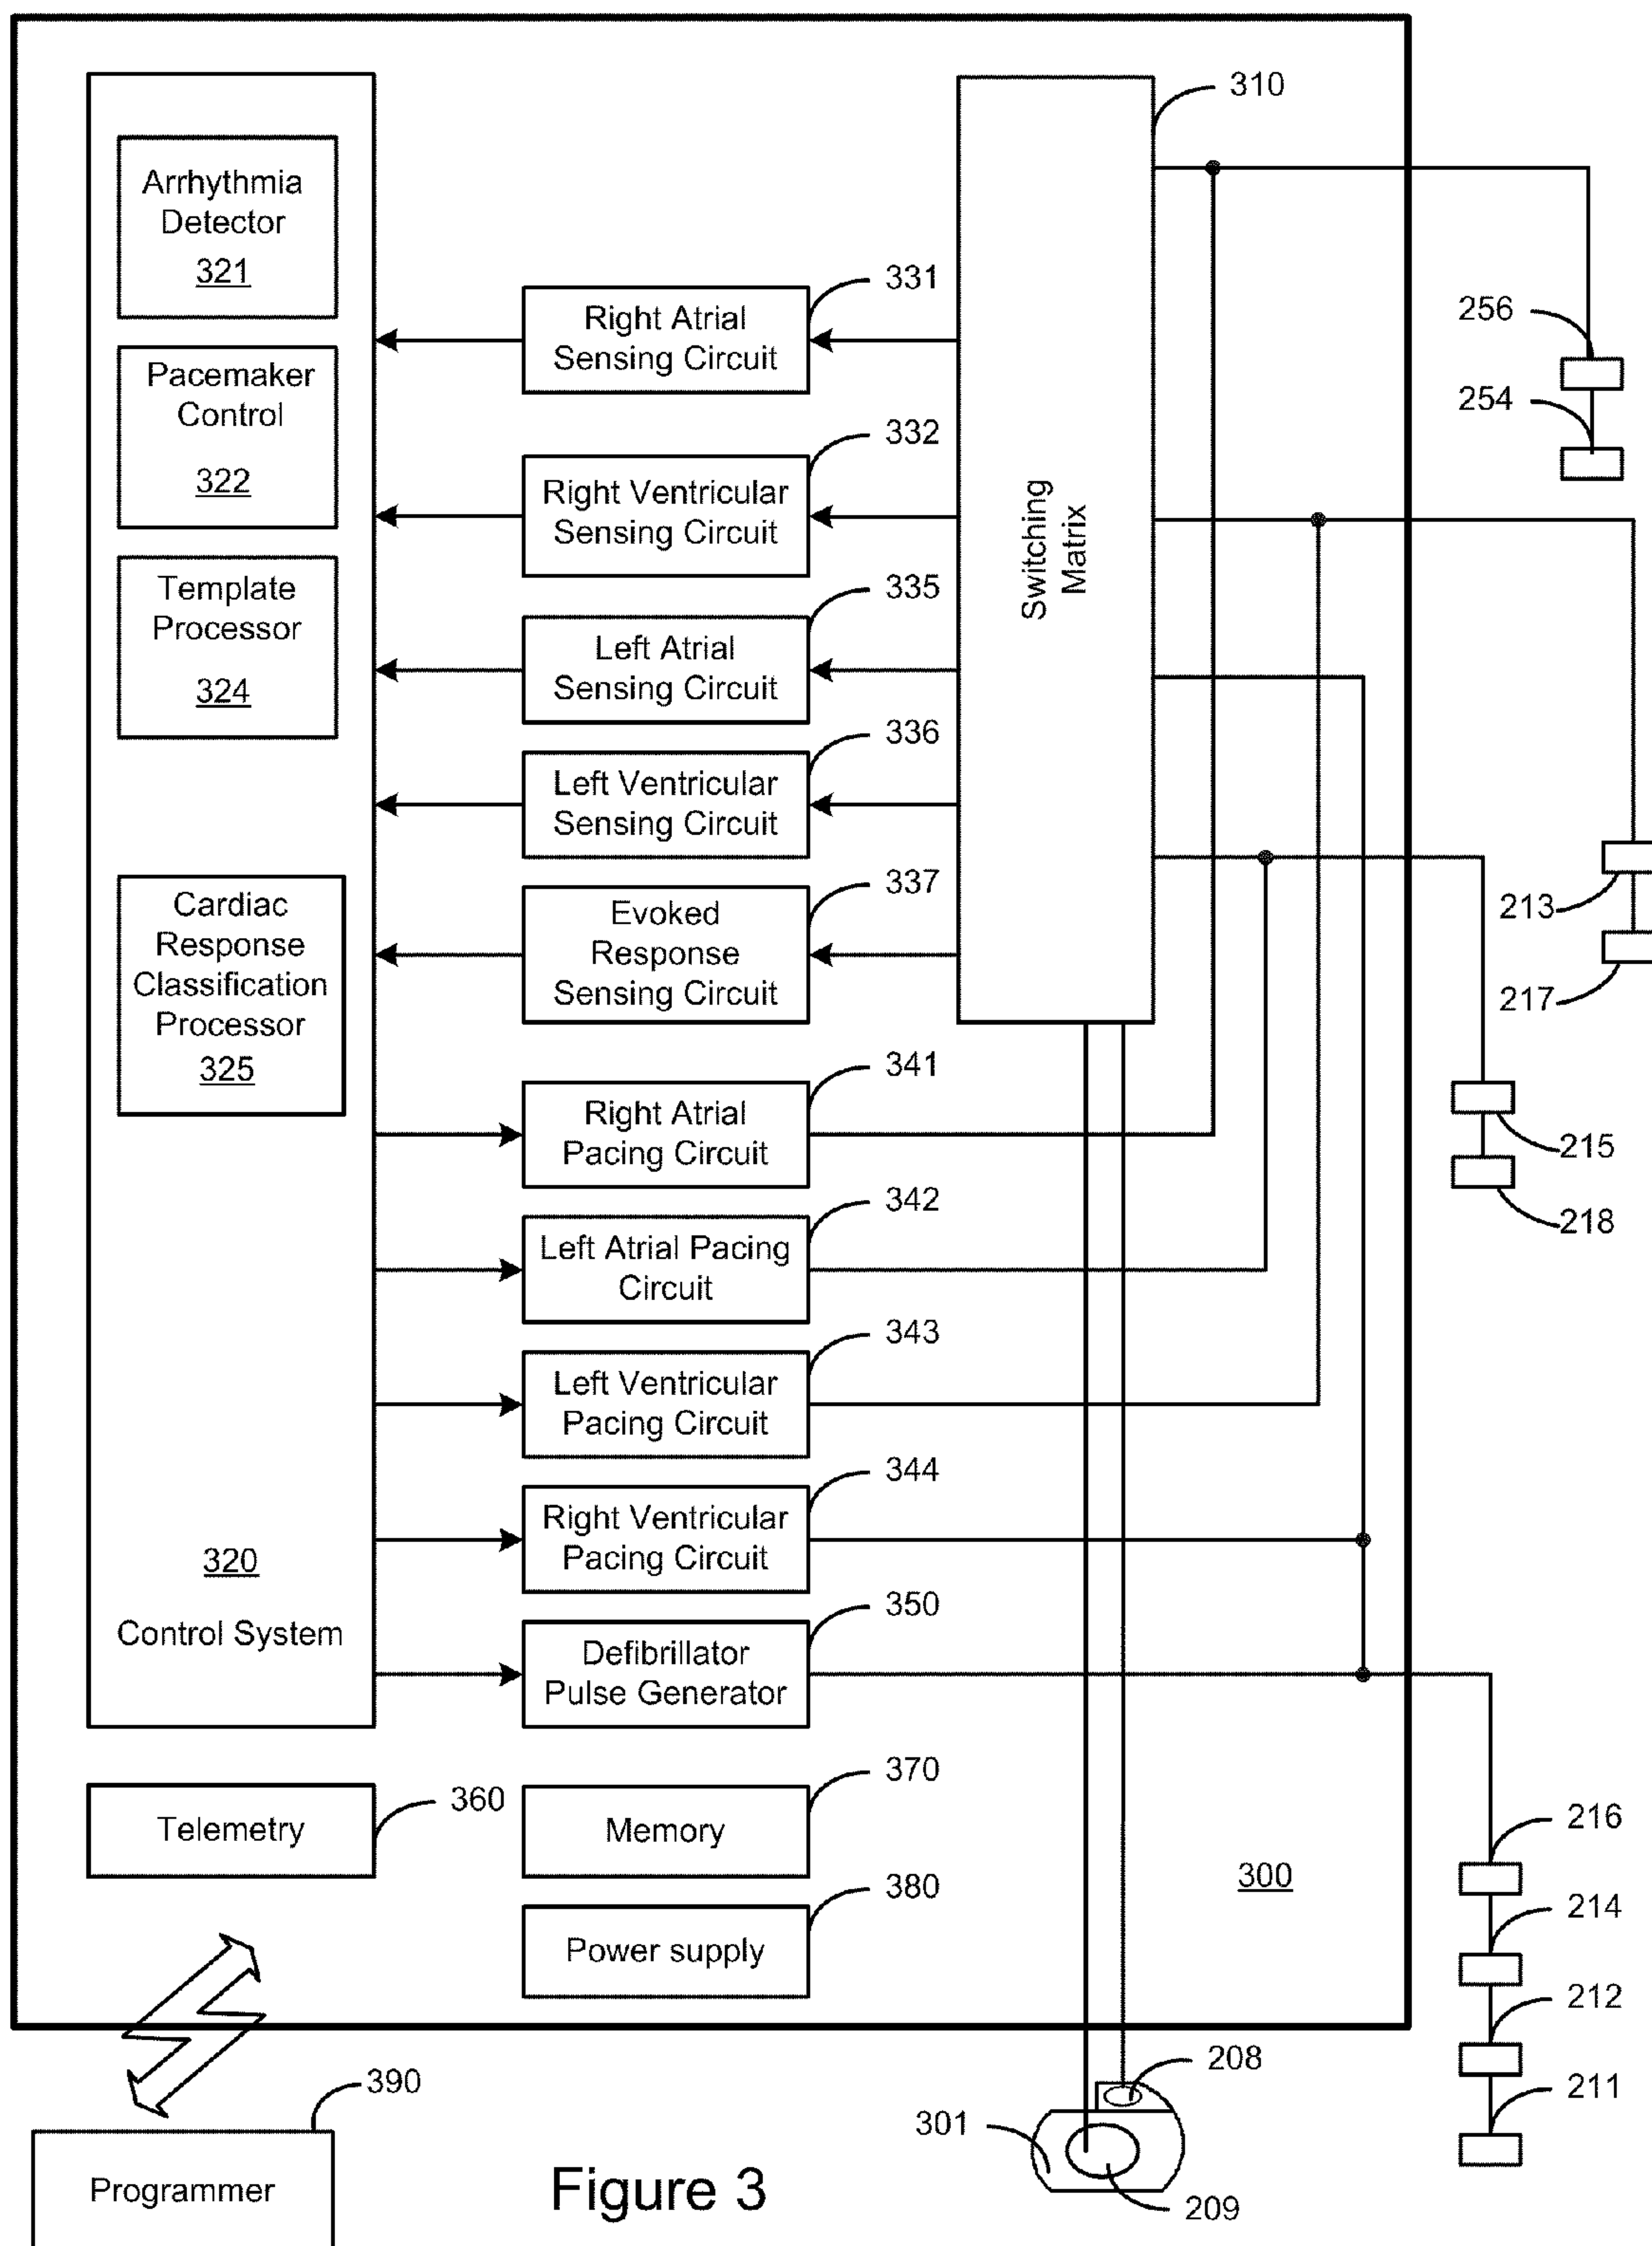 310
Arrhythmia
Detector
321
Pacemaker
Control
322
Template
Processor
324
Cardiac
Response
Classification
Processor
325
320
Control System
331
Right Atrial
Sensing Circuit
332
Right Ventricular
Sensing Circuit
335
Left Atrial
Sensing Circuit
336
Left Ventricular
Sensing Circuit
337
Evoked
Response
Sensing Circuit
341
Right Atrial
Pacing Circuit
342
Left Atrial Pacing
Circuit
343
Left Ventricular
Pacing Circuit
344
Right Ventricular
Pacing Circuit
350
Defibrillator
Pulse Generator
Switching
Matrix
256
254
213
217
215
218
216
214
212
211
360
Telemetry
370
Memory
380
Power supply
300
208
301
209
390
Programmer
Figure 3